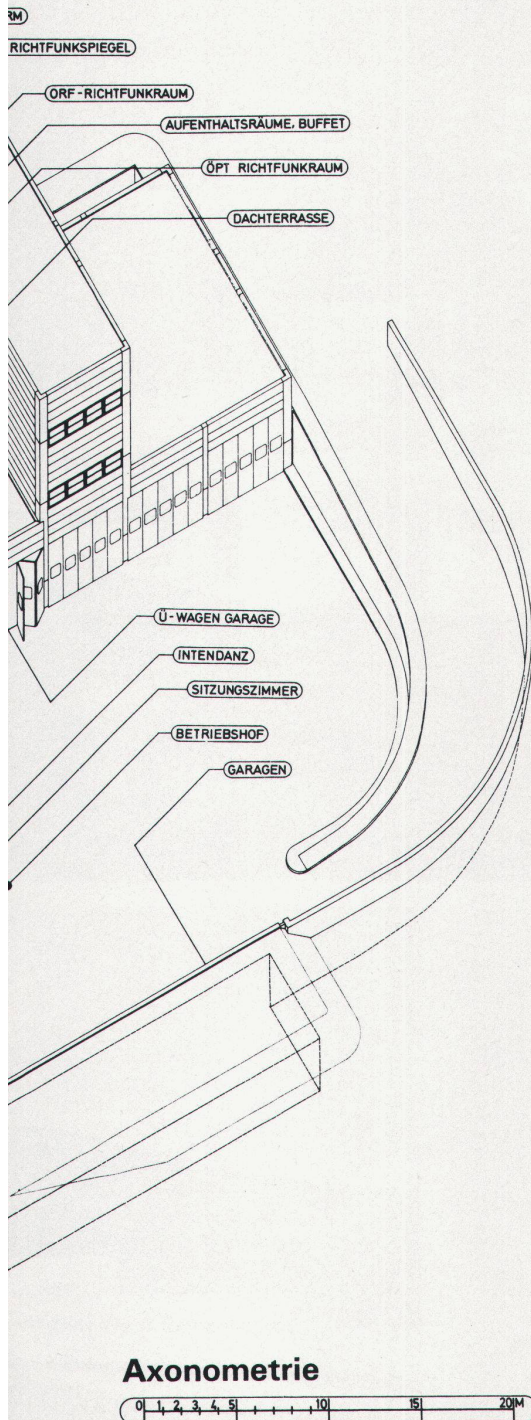 RM
RICHTFUNKSPIEGEL
ORF-RICHTFUNKRAUM
AUFENTHALTSRÄUME, BUFFET
ÖPT RICHTFUNKRAUM
DACHTERRASSE
Ü-WAGEN GARAGE
INTENDANZ
SITZUNGSZIMMER
BETRIEBSHOF
GARAGEN
Axonometrie
0 1, 2, 3, 4, 5 10 15 20 M